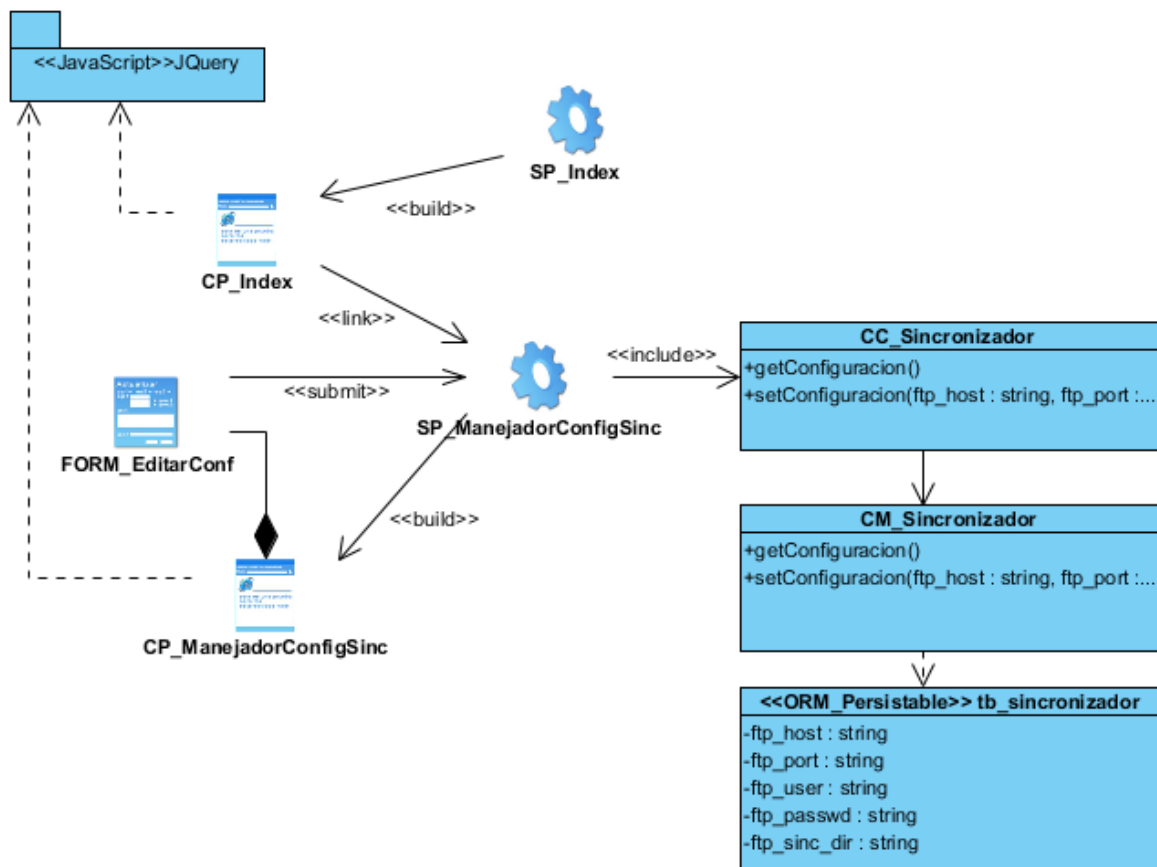 <<JavaScript>>JQuery
SP_Index
<<build>>
CP_Index
<<link>>
<<include>>
<<submit>>
SP_ManejadorConfigSinc
FORM_EditarConf
<<build>>
CP_ManejadorConfigSinc
CC_Sincronizador
+getConfiguracion()
+setConfiguracion(ftp_host : string, ftp_port :...
CM_Sincronizador
+getConfiguracion()
+setConfiguracion(ftp_host : string, ftp_port :...
<<ORM_Persistable>> tb_sincronizador
-ftp_host : string
-ftp_port : string
-ftp_user : string
-ftp_passwd : string
-ftp_sinc_dir : string